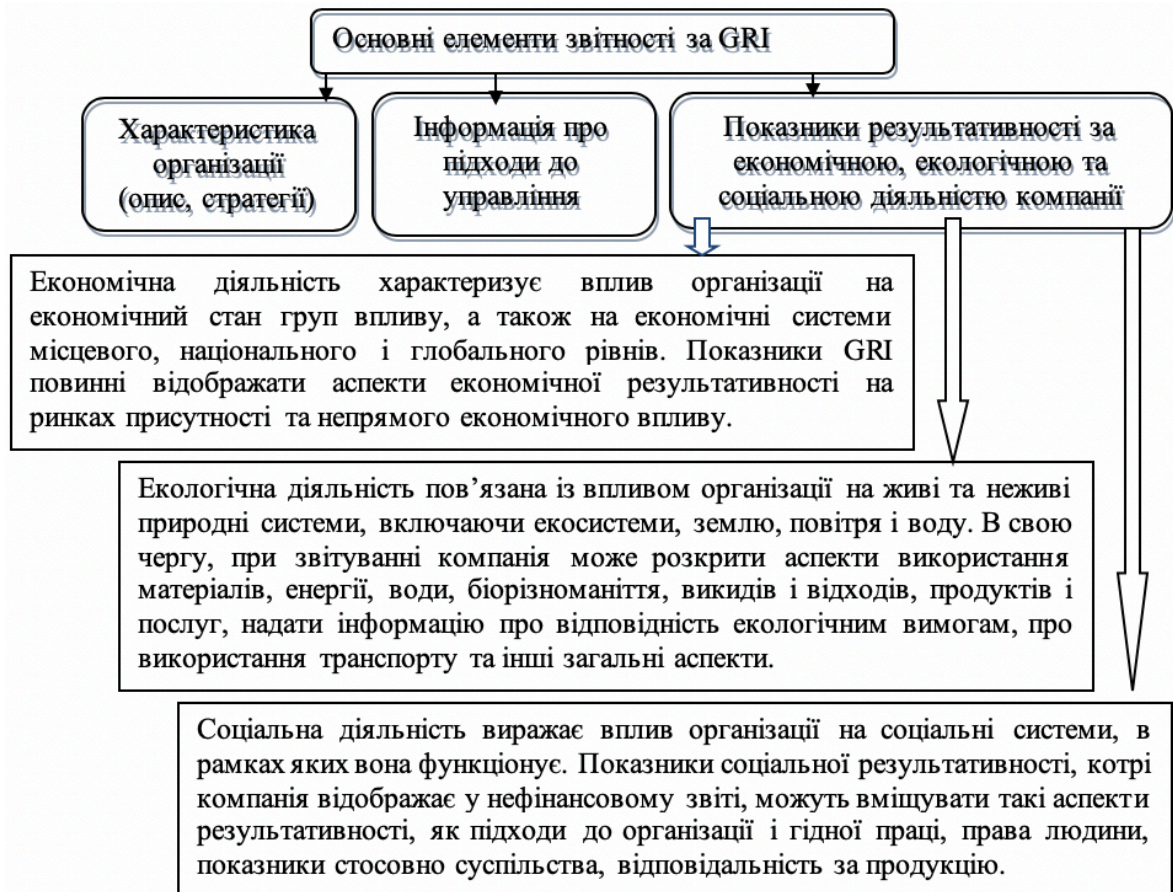 Основні елементи звітності за GRI
Характеристика
організації
(опис, стратегії)
Інформація про
підходи до
управління
Показники результативності за
економічною, екологічною та
соціальною діяльністю компанії
Економічна діяльність характеризує вплив організації на
економічний стан груп впливу, а також на економічні системи
місцевого, національного і глобального рівнів. Показники GRI
повинні відображати аспекти економічної результативності на
ринках присутності та непрямого економічного впливу.
Екологічна діяльність пов’язана із впливом організації на живі та неживі
природні системи, включаючи екосистеми, землю, повітря і воду. В свою
чергу, при звітуванні компанія може розкрити аспекти використання
матеріалів, енергії, води, біорізноманіття, викидів і відходів, продуктів і
послуг, надати інформацію про відповідність екологічним вимогам, про
використання транспорту та інші загальні аспекти.
Соціальна діяльність виражає вплив організації на соціальні системи, в
рамках яких вона функціонує. Показники соціальної результативності, котрі
компанія відображає у нефінансовому звіті, можуть вміщувати такі аспекти
результативності, як підходи до організації і гідної праці, права людини,
показники стосовно суспільства, відповідальність за продукцію.